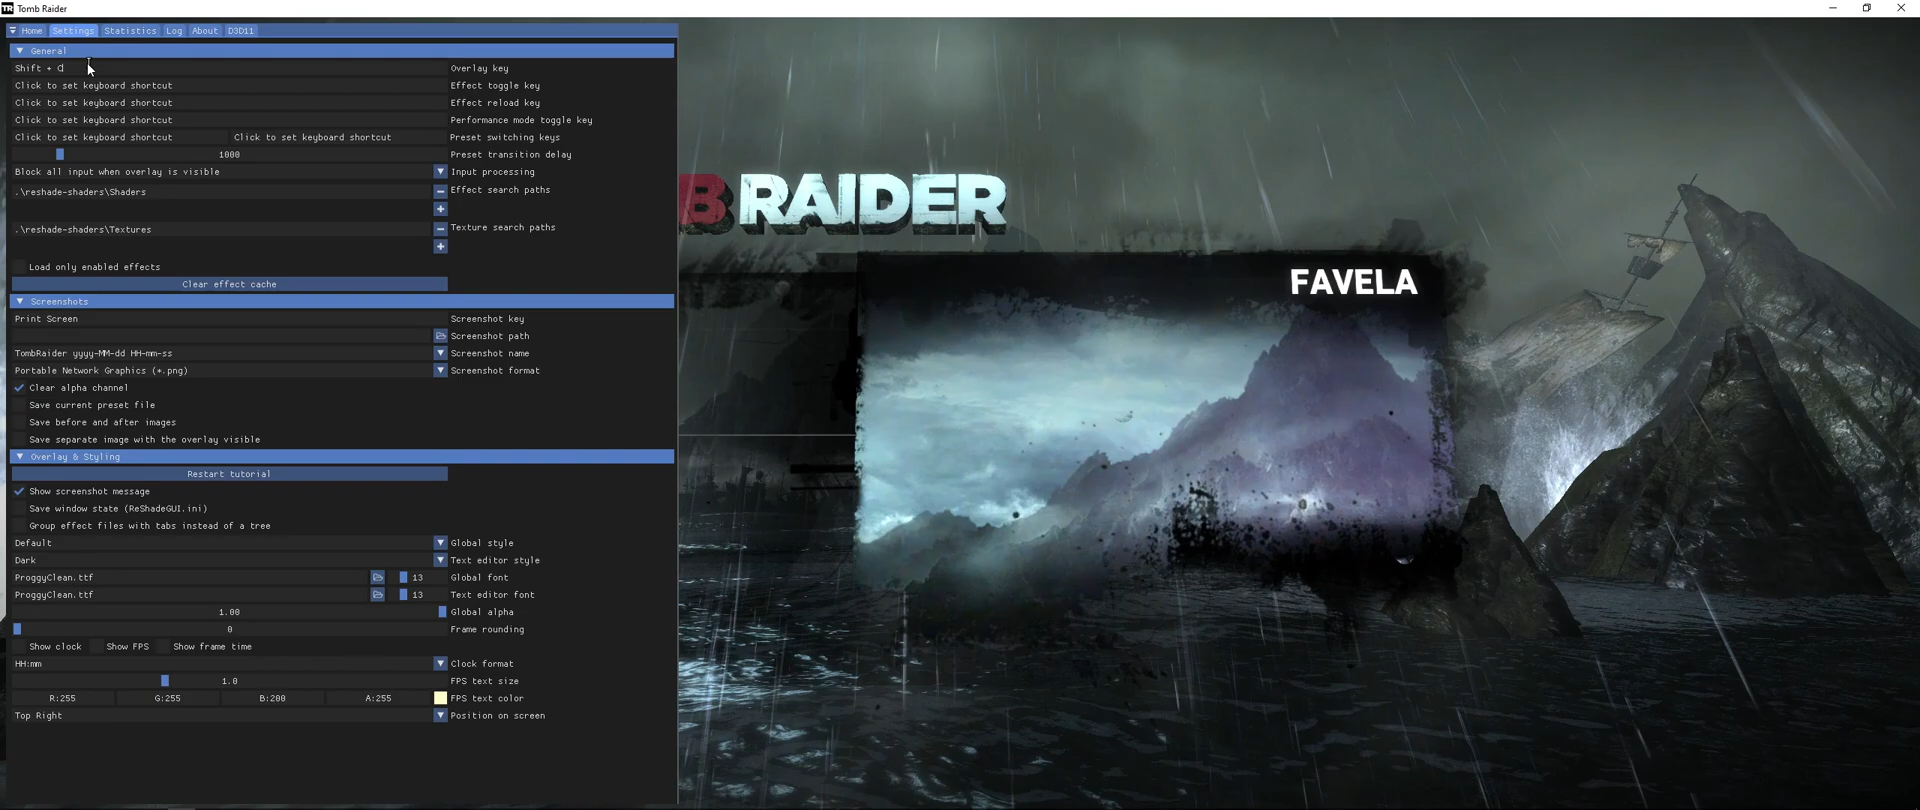 Tomb Raider
Home Settings Statistics Log About D3D11
General
Shift + C Overlay key
Click to set keyboard shortcut Effect toggle key
Click to set keyboard shortcut Effect reload key
Click to set keyboard shortcut Performance mode toggle key
Click to set keyboard shortcut Click to set keyboard shortcut Preset switching keys
1000 Preset transition delay
Block all input when overlay is visible Input processing
.\reshade-shaders\Shaders Effect search paths
.\reshade-shaders\Textures Texture search paths
Load only enabled effects
Clear effect cache
Screenshots
Print Screen Screenshot key
Screenshot path
TombRaider yyyy-MM-dd HH-mm-ss Screenshot name
Portable Network Graphics (*.png) Screenshot format
Clear alpha channel
Save current preset file
Save before and after images
Save separate image with the overlay visible
Overlay & Styling
Restart tutorial
Show screenshot message
Save window state (ReShadeGUI.ini)
Group effect files with tabs instead of a tree
Default Global style
Dark Text editor style
ProggyClean.ttf 13 Global font
ProggyClean.ttf 13 Text editor font
1.00 Global alpha
0 Frame rounding
Show clock Show FPS Show frame time
HH:mm Clock format
1.0 FPS text size
R:255 G:255 B:200 A:255 FPS text color
Top Right Position on screen
B RAIDER
FAVELA